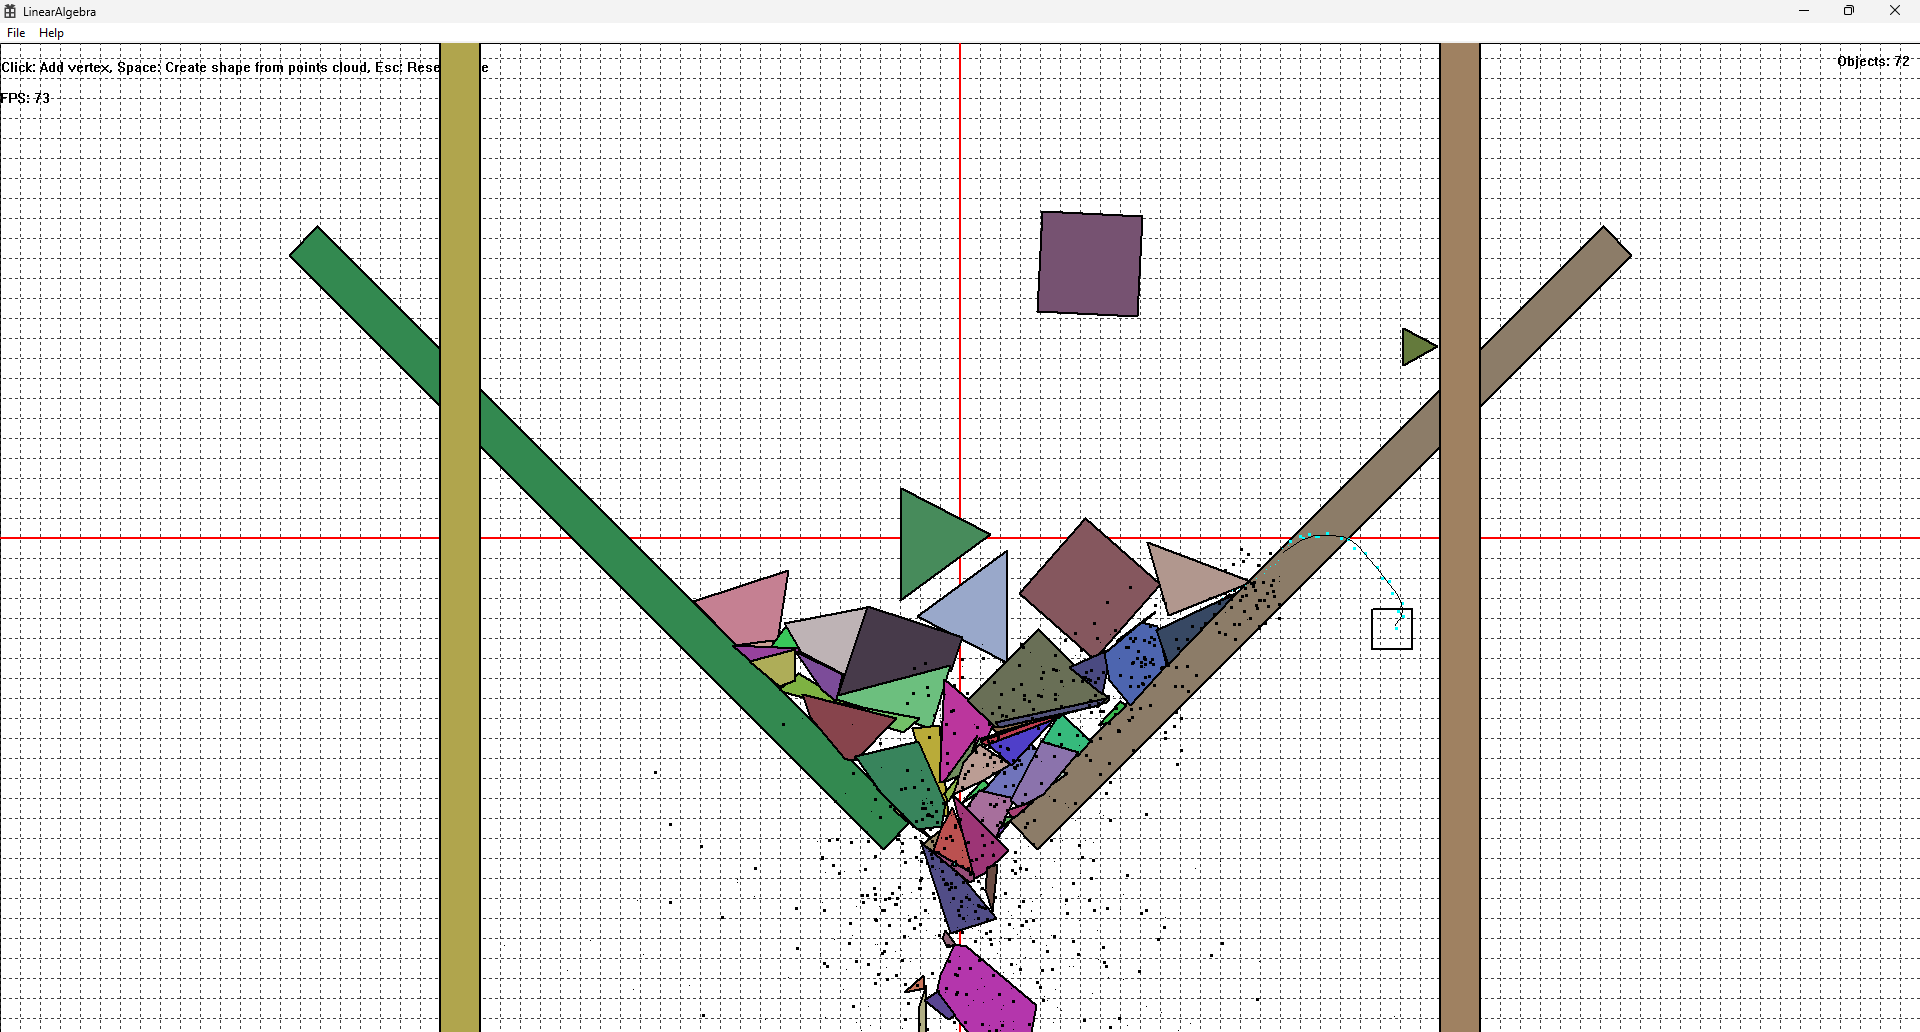 LinearAlgebra
File Help
Click: Add vertex, Space: Create shape from points cloud, Esc: Rese e
Objects: 72
FPS: 73